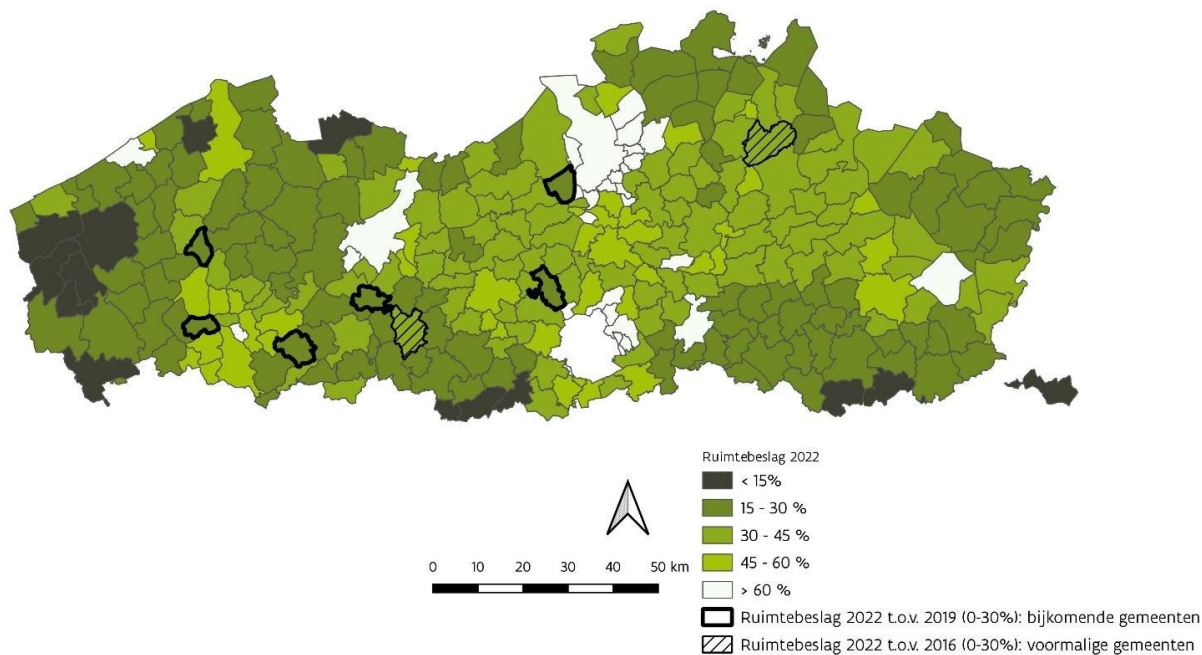 Ruimtebeslag 2022
< 15%
15 - 30 %
30 - 45 %
45 - 60 %
> 60 %
Ruimtebeslag 2022 t.o.v. 2019 (0-30%): bijkomende gemeenten
Ruimtebeslag 2022 t.o.v. 2016 (0-30%): voormalige gemeenten
0 10 20 30 40 50 km